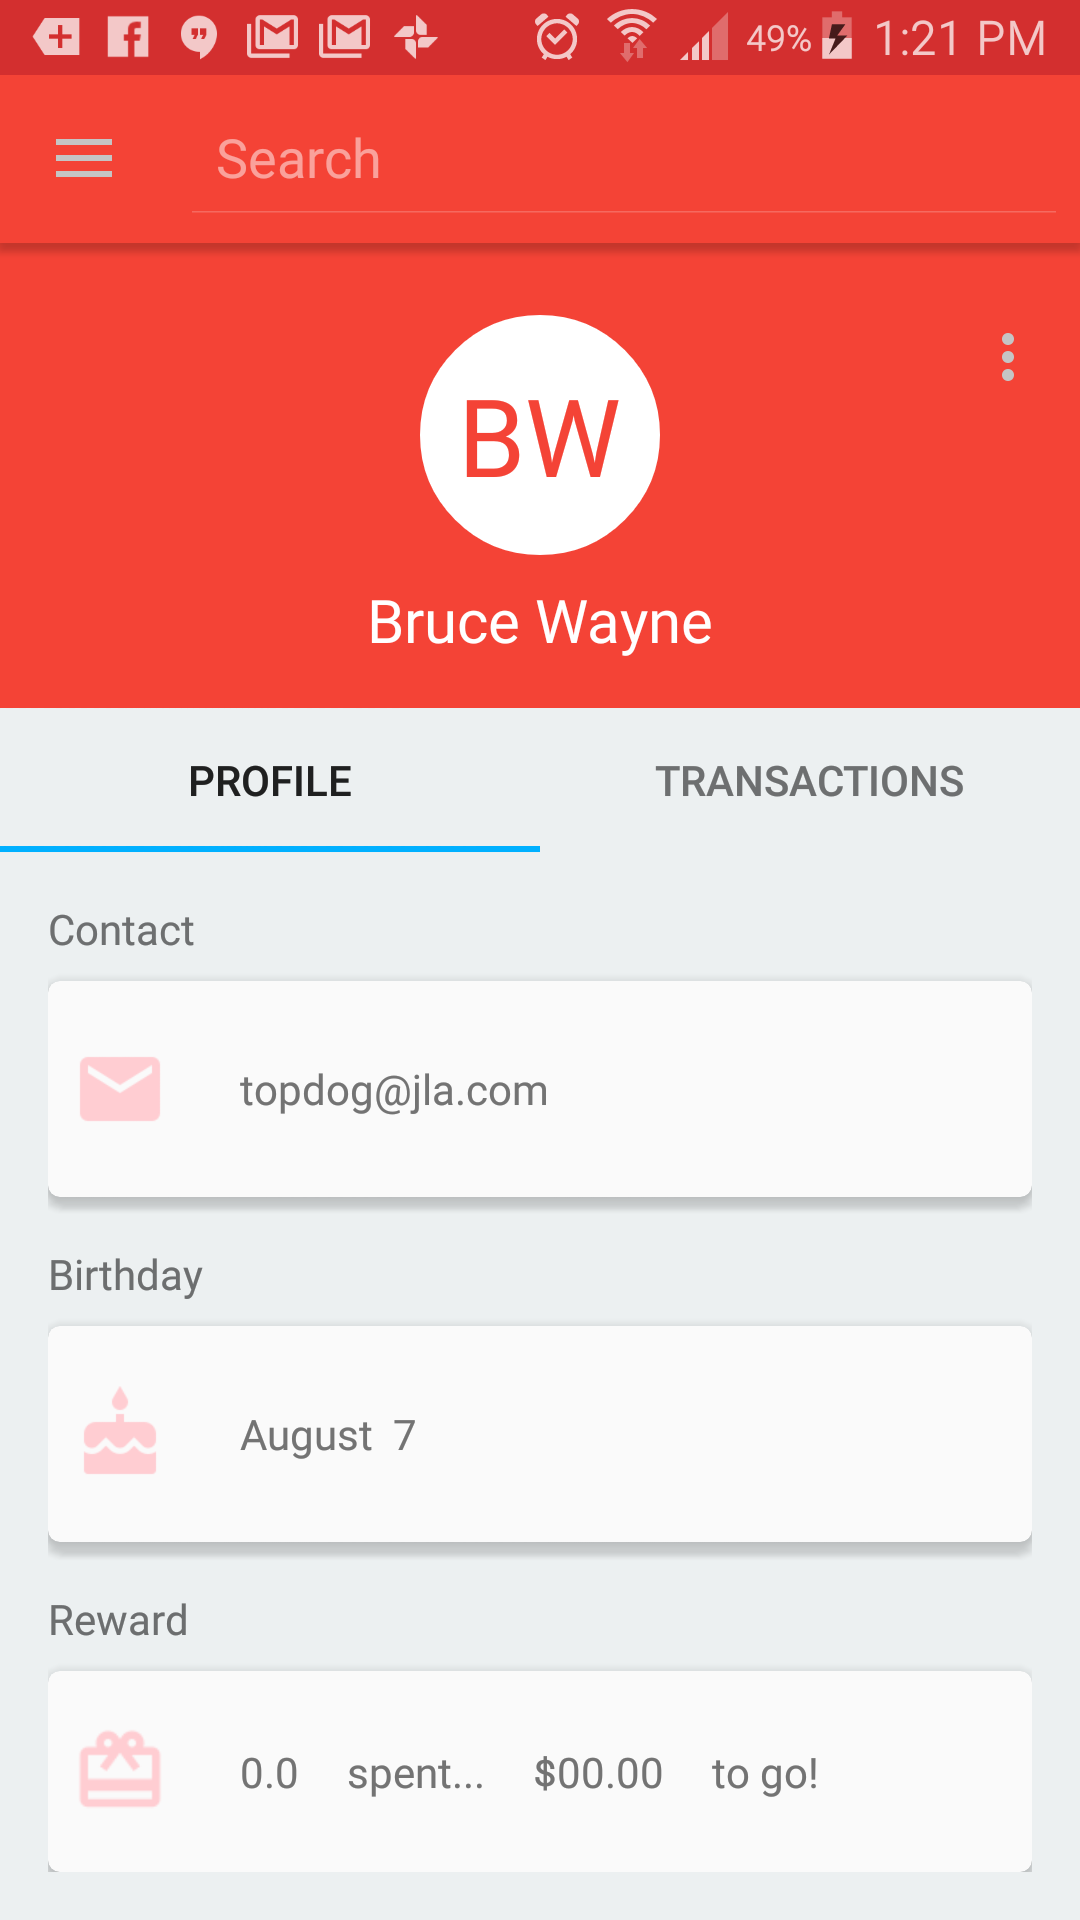 49% 1:21 PM
Search
BW
Bruce Wayne
PROFILE TRANSACTIONS
Contact
topdog@jla.com
Birthday
August 7
Reward
0.0 spent... $00.00 to go!